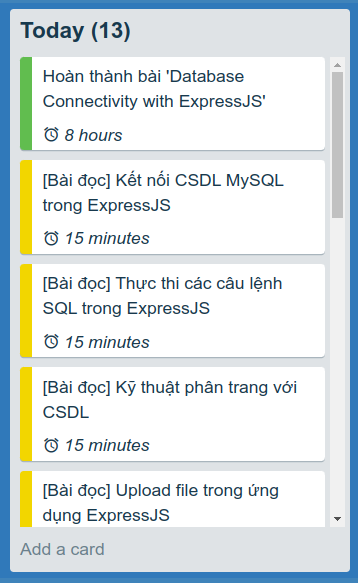 Today (13)
Hoàn thành bài 'Database
Connectivity with ExpressJS'
8 hours
[Bài đọc] Kết nối CSDL MySQL
trong ExpressJS
15 minutes
[Bài đọc] Thực thi các câu lệnh
SQL trong ExpressJS
15 minutes
[Bài đọc] Kỹ thuật phân trang với
CSDL
15 minutes
[Bài đọc] Upload file trong ứng
dụng ExpressJS
Add a card